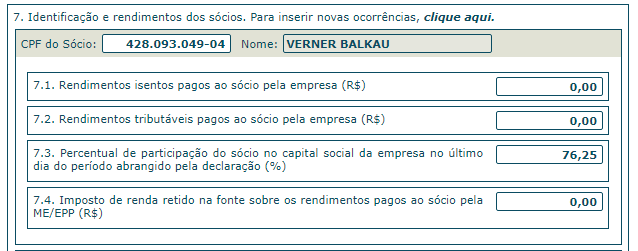 7. Identificação e rendimentos dos sócios. Para inserir novas ocorrências, clique aqui.
CPF do Sócio: 428.093.049-04 Nome: VERNER BALKAU
7.1. Rendimentos isentos pagos ao sócio pela empresa (R$) 0,00
7.2. Rendimentos tributáveis pagos ao sócio pela empresa (R$) 0,00
7.3. Percentual de participação do sócio no capital social da empresa no último 76,25
dia do período abrangido pela declaração (%)
7.4. Imposto de renda retido na fonte sobre os rendimentos pagos ao sócio pela 0,00
ME/EPP (R$)